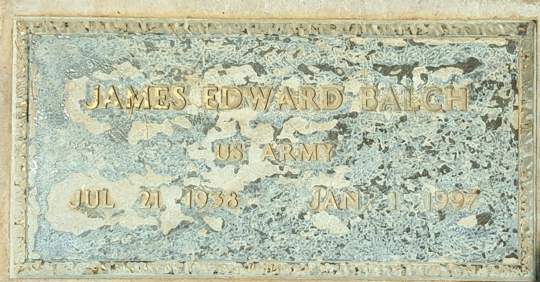 JAMES EDWARD BALCH
US ARMY
JUL 21 1938 JAN 1 1997